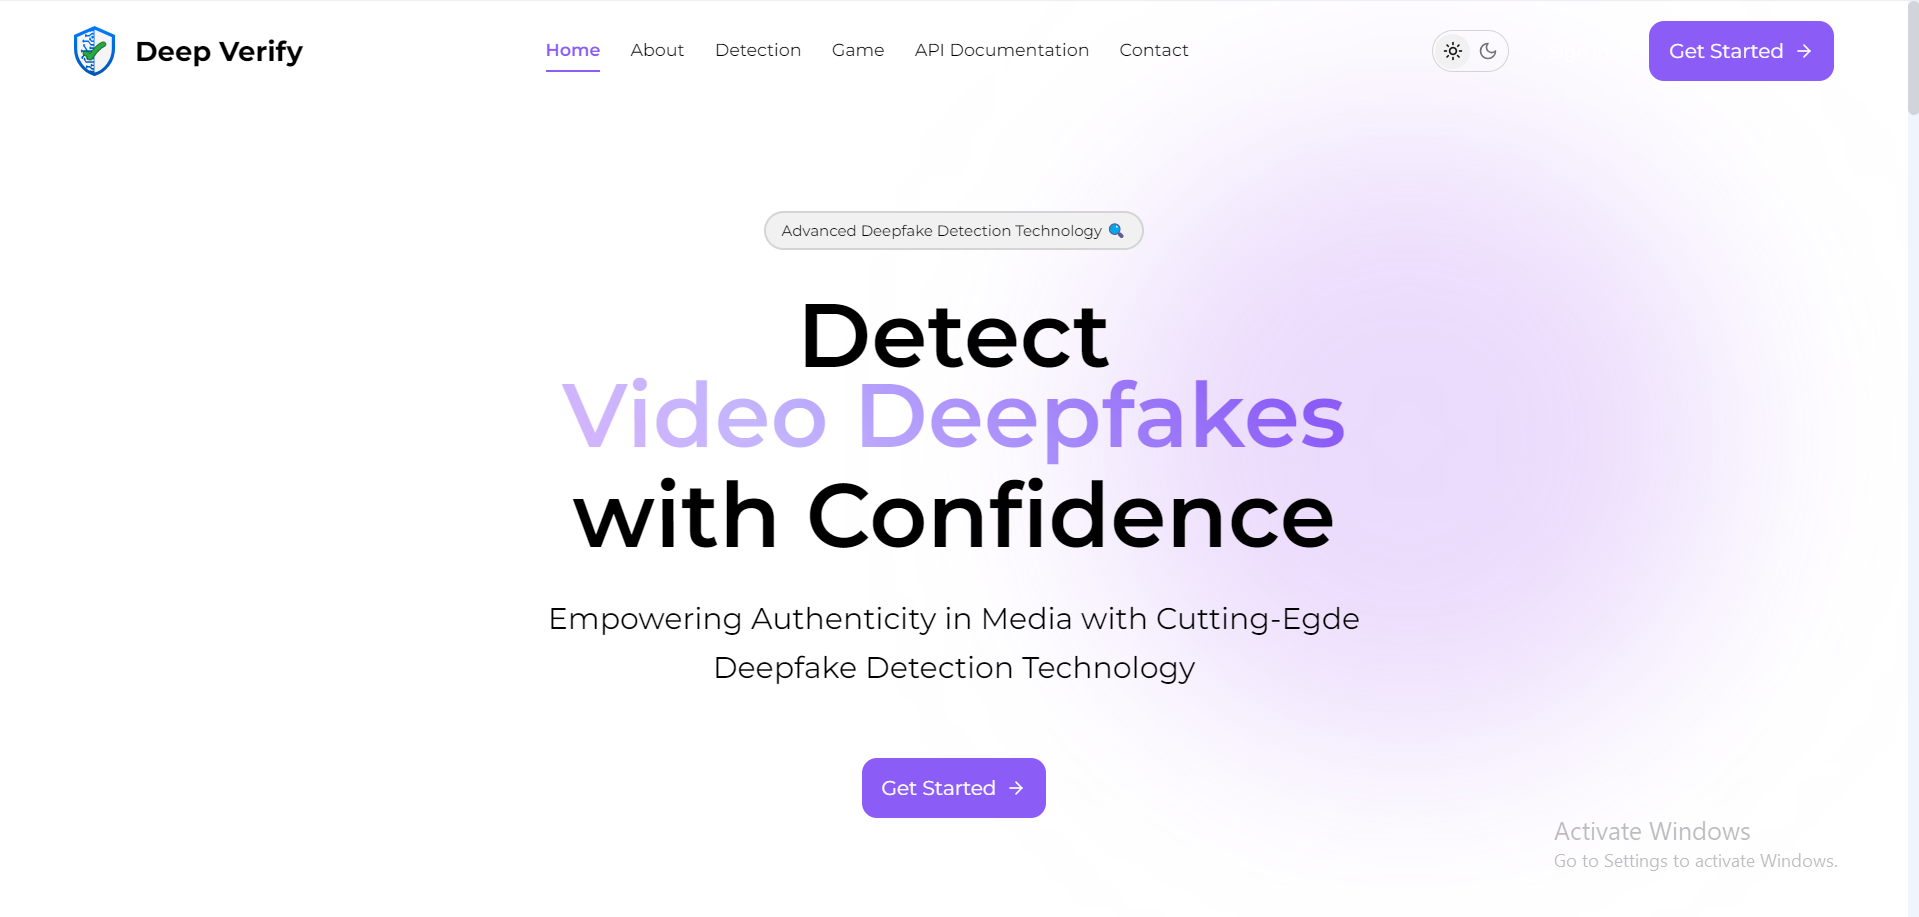 Deep Verify
Home About Detection Game API Documentation Contact
Get Started
Advanced Deepfake Detection Technology
Detect
Video Deepfakes
with Confidence
Empowering Authenticity in Media with Cutting-Egde
Deepfake Detection Technology
Get Started
Activate Windows
Go to Settings to activate Windows.